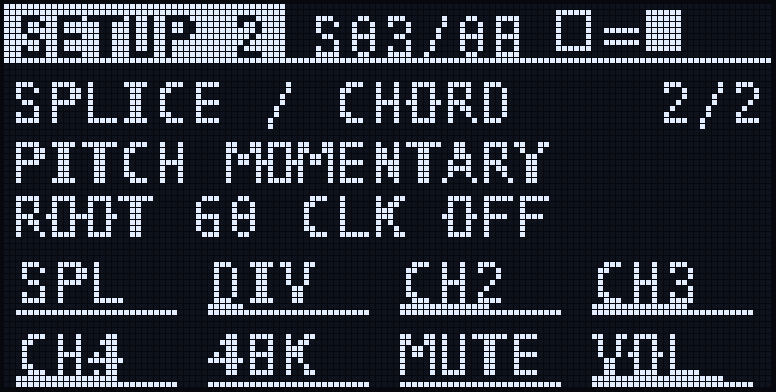 SETUP 2 S03/08 □=■
SPLICE / CHORD 2/2
PITCH MOMENTARY
ROOT 60 CLK OFF
SPL DIV CH2 CH3
CH4 48K MUTE VOL